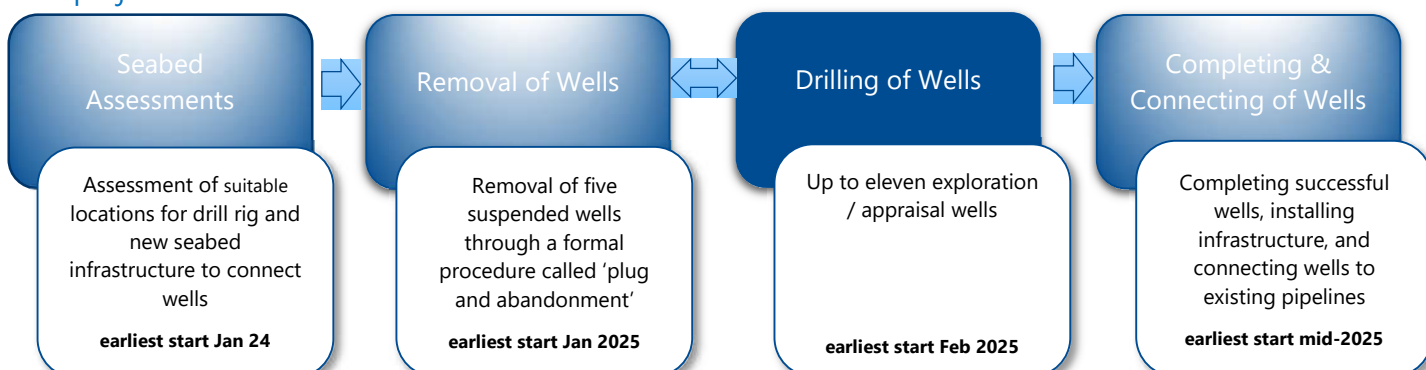 Seabed
Assessments
Assessment of suitable
locations for drill rig and
new seabed
infrastructure to connect
wells
earliest start Jan 24
Removal of Wells
Removal of five
suspended wells
through a formal
procedure called ‘plug
and abandonment’
earliest start Jan 2025
Drilling of Wells
Up to eleven exploration
/ appraisal wells
earliest start Feb 2025
Completing &
Connecting of Wells
Completing successful
wells, installing
infrastructure, and
connecting wells to
existing pipelines
earliest start mid-2025